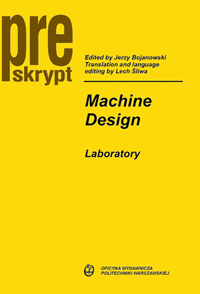 pre
skrypt
Edited by Jerzy Bojanowski
Translation and language
editing by Lech Śliwa
Machine
Design
Laboratory
OFICYNA WYDAWNICZA
POLITECHNIKI WARSZAWSKIEJ